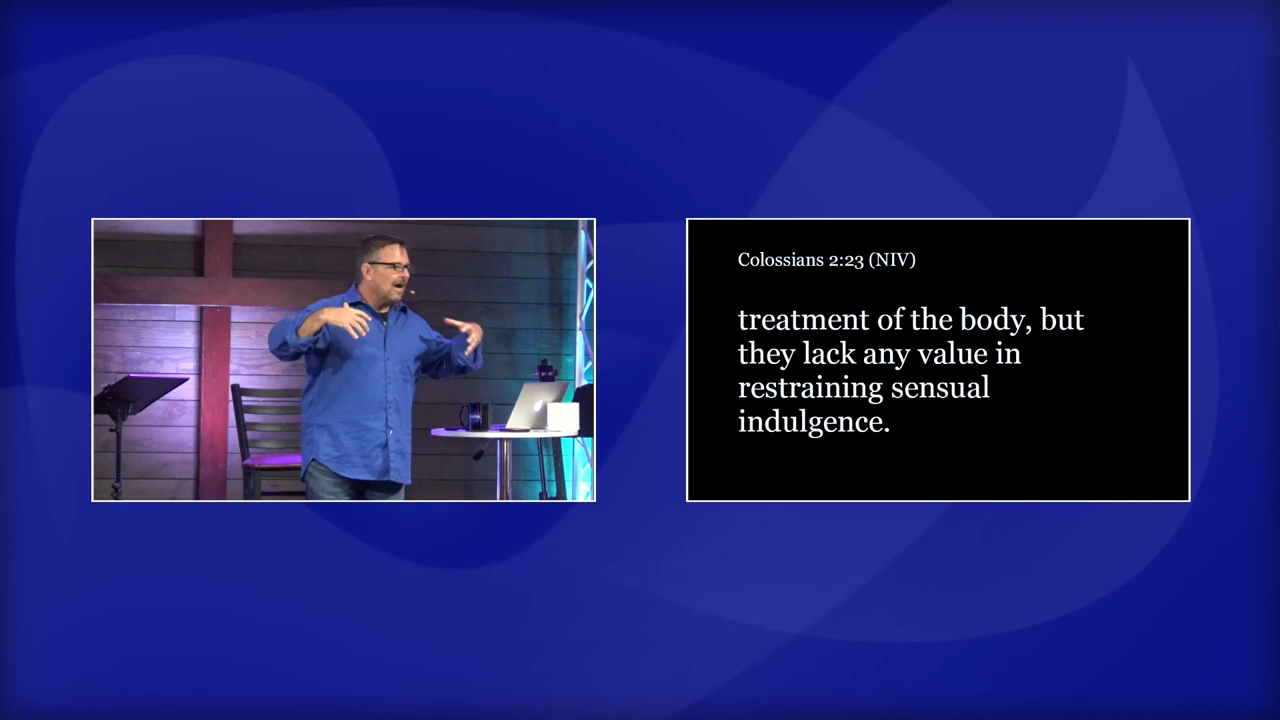 Colossians 2:23 (NIV)
treatment of the body, but
they lack any value in
restraining sensual
indulgence.